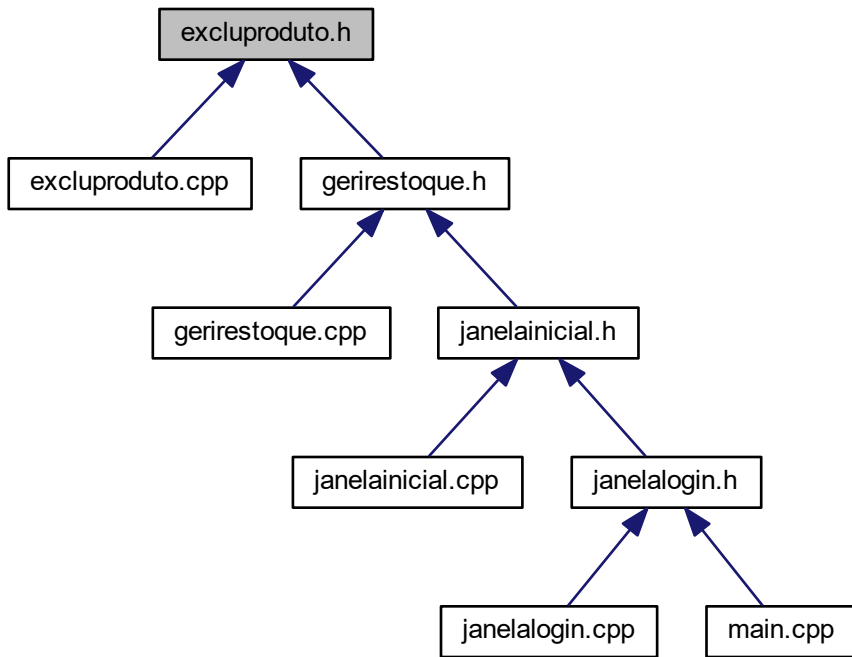 excluproduto.h
excluproduto.cpp
gerirestoque.h
gerirestoque.cpp
janelainicial.h
janelainicial.cpp
janelalogin.h
janelalogin.cpp
main.cpp